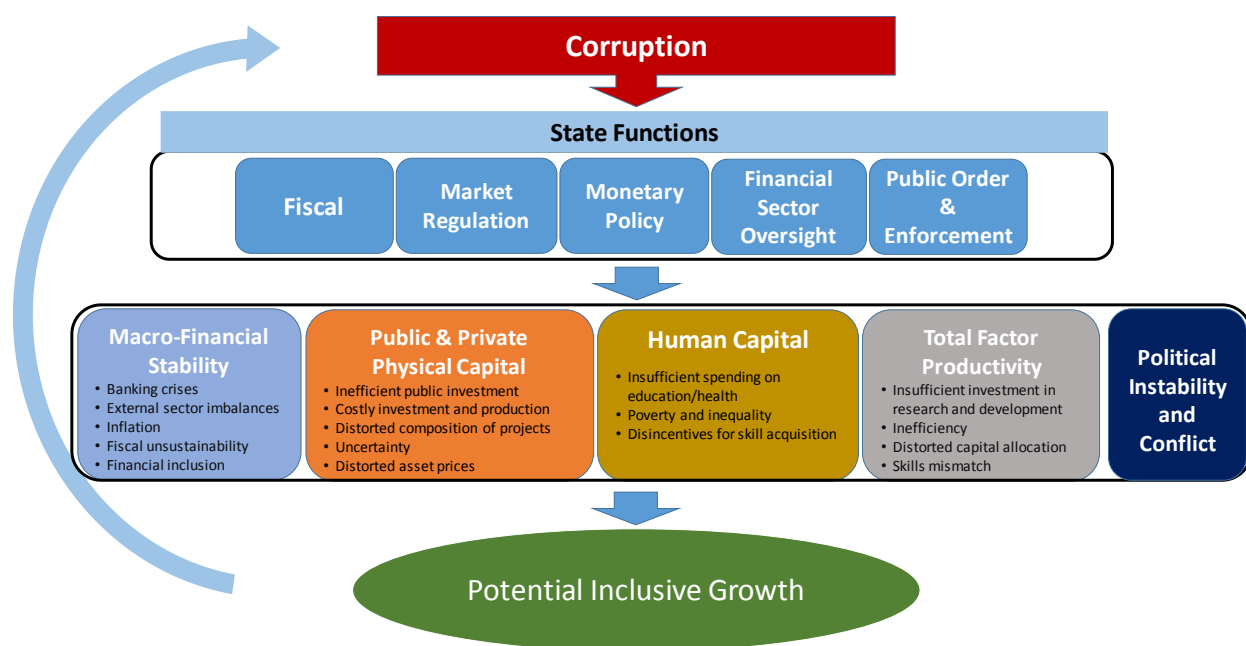 Corruption
State Functions
Fiscal
Market
Regulation
Monetary
Policy
Financial
Sector
Oversight
Public Order
&
Enforcement
Macro-Financial
Stability
• Banking crises
• External sector imbalances
• Inflation
• Fiscal unsustainability
• Financial inclusion
Public & Private
Physical Capital
• Inefficient public investment
• Costly investment and production
• Distorted composition of projects
• Uncertainty
• Distorted asset prices
Human Capital
• Insufficient spending on
education/health
• Poverty and inequality
• Disincentives for skill acquisition
Total Factor
Productivity
• Insufficient investment in
research and development
• Inefficiency
• Distorted capital allocation
• Skills mismatch
Political
Instability
and
Conflict
Potential Inclusive Growth